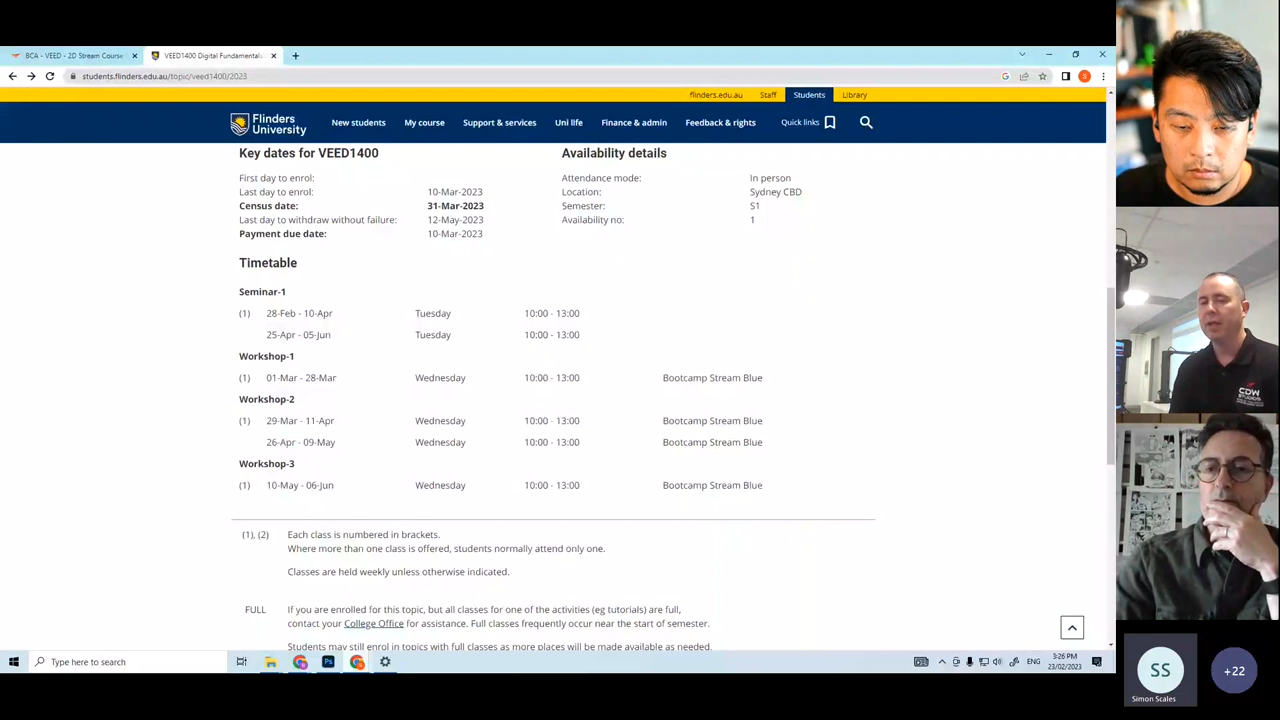 BCA - VEED - 2D Stream Course
VEED1400 Digital Fundamentals
students.flinders.edu.au/topic/veed1400/2023
flinders.edu.au Staff Students Library
Flinders University
New students My course Support & services Uni life Finance & admin Feedback & rights Quick links
Key dates for VEED1400 Availability details
First day to enrol: Attendance mode: In person
Last day to enrol: 10-Mar-2023 Location: Sydney CBD
Census date: 31-Mar-2023 Semester: S1
Last day to withdraw without failure: 12-May-2023 Availability no: 1
Payment due date: 10-Mar-2023
Timetable
Seminar-1
(1) 28-Feb - 10-Apr Tuesday 10:00 - 13:00
25-Apr - 05-Jun Tuesday 10:00 - 13:00
Workshop-1
(1) 01-Mar - 28-Mar Wednesday 10:00 - 13:00 Bootcamp Stream Blue
Workshop-2
(1) 29-Mar - 11-Apr Wednesday 10:00 - 13:00 Bootcamp Stream Blue
26-Apr - 09-May Wednesday 10:00 - 13:00 Bootcamp Stream Blue
Workshop-3
(1) 10-May - 06-Jun Wednesday 10:00 - 13:00 Bootcamp Stream Blue
(1), (2) Each class is numbered in brackets.
Where more than one class is offered, students normally attend only one.
Classes are held weekly unless otherwise indicated.
FULL If you are enrolled for this topic, but all classes for one of the activities (eg tutorials) are full,
contact your College Office for assistance. Full classes frequently occur near the start of semester.
Students may still enrol in topics with full classes as more places will be made available as needed.
Type here to search
ENG
3:26 PM
23/02/2023
CDW
STUDIOS
SS
Simon Scales
+22